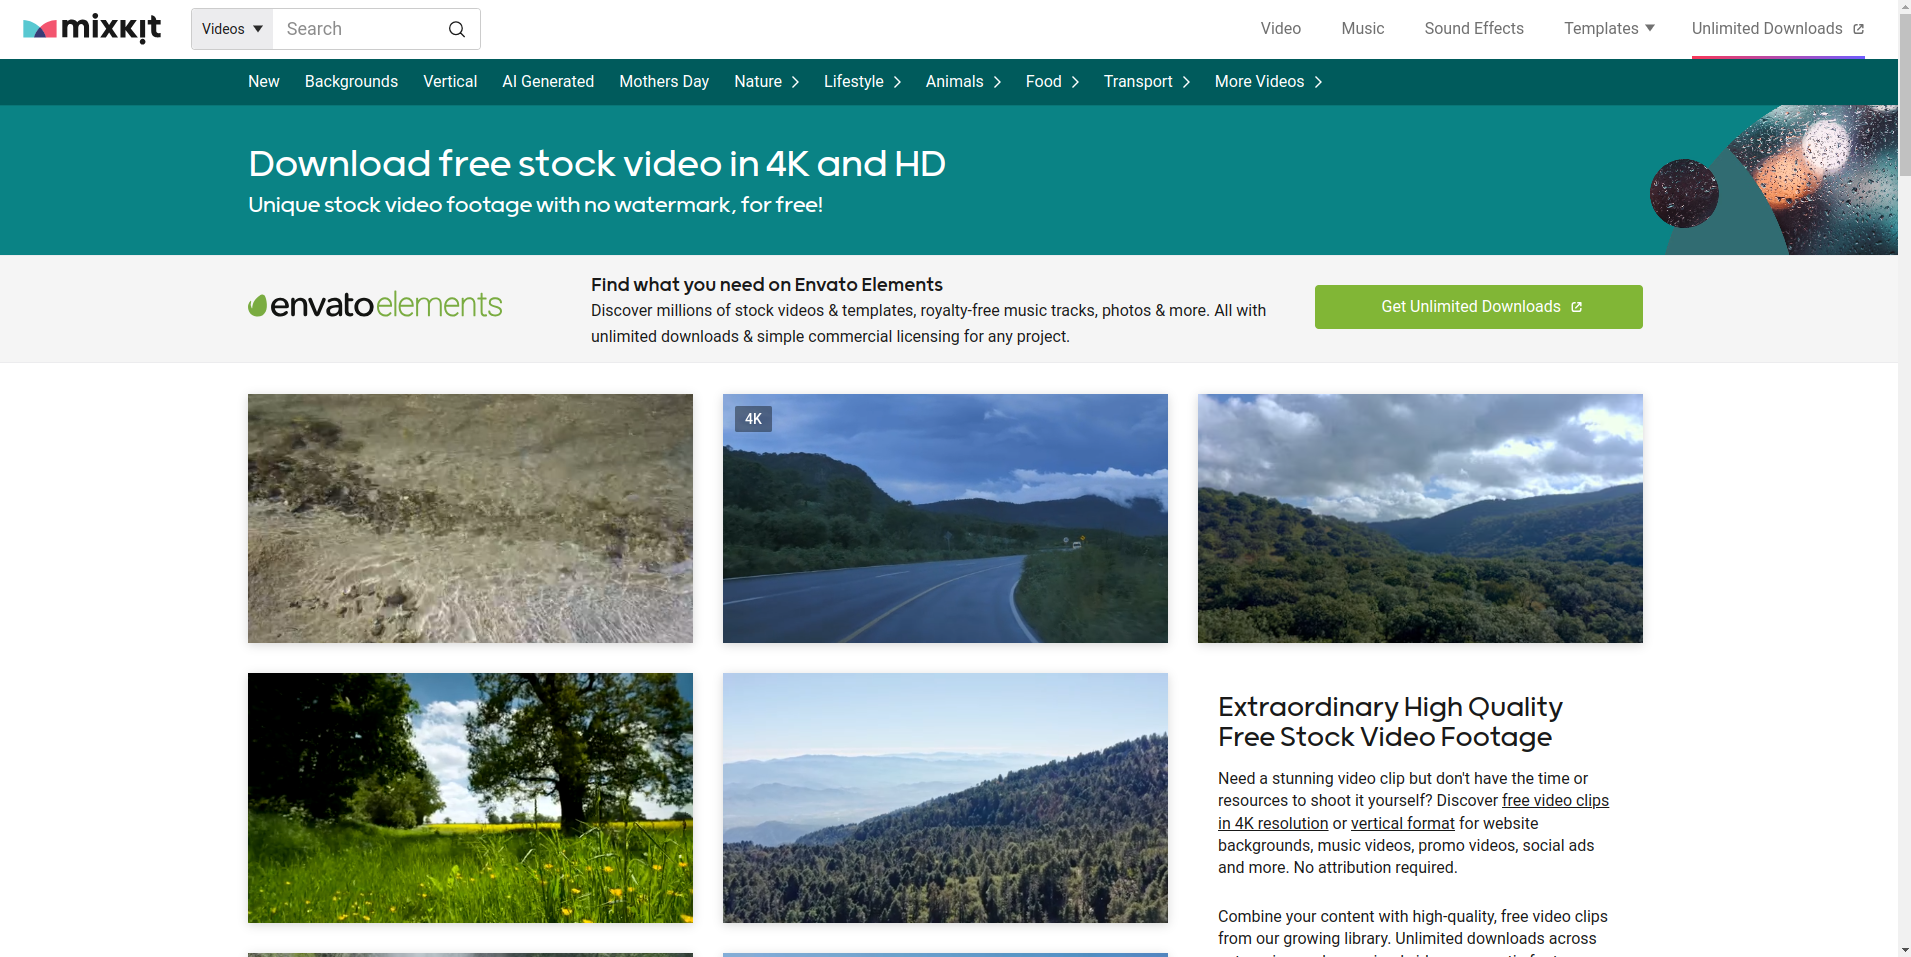 mixkit
Videos
Search
Video
Music
Sound Effects
Templates
Unlimited Downloads
New
Backgrounds
Vertical
AI Generated
Mothers Day
Nature
Lifestyle
Animals
Food
Transport
More Videos
Download free stock video in 4K and HD
Unique stock video footage with no watermark, for free!
envato elements
Find what you need on Envato Elements
Discover millions of stock videos & templates, royalty-free music tracks, photos & more. All with
unlimited downloads & simple commercial licensing for any project.
Get Unlimited Downloads
4K
Extraordinary High Quality
Free Stock Video Footage
Need a stunning video clip but don't have the time or
resources to shoot it yourself? Discover free video clips
in 4K resolution or vertical format for website
backgrounds, music videos, promo videos, social ads
and more. No attribution required.
Combine your content with high-quality, free video clips
from our growing library. Unlimited downloads across